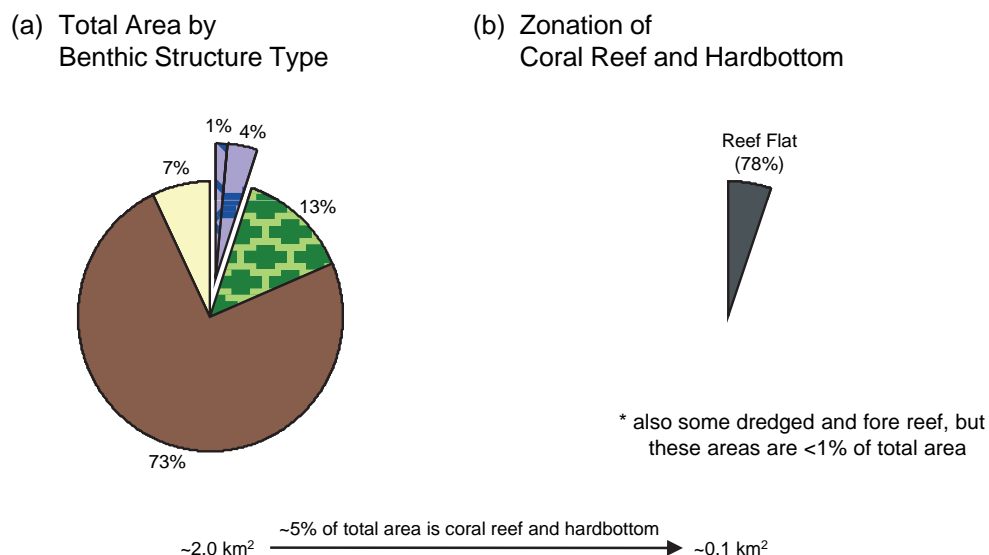 (a) Total Area by
Benthic Structure Type
(b) Zonation of
Coral Reef and Hardbottom
1%
4%
7%
13%
73%
Reef Flat
(78%)
* also some dredged and fore reef, but
these areas are <1% of total area
~5% of total area is coral reef and hardbottom
~2.0 km²
~0.1 km²